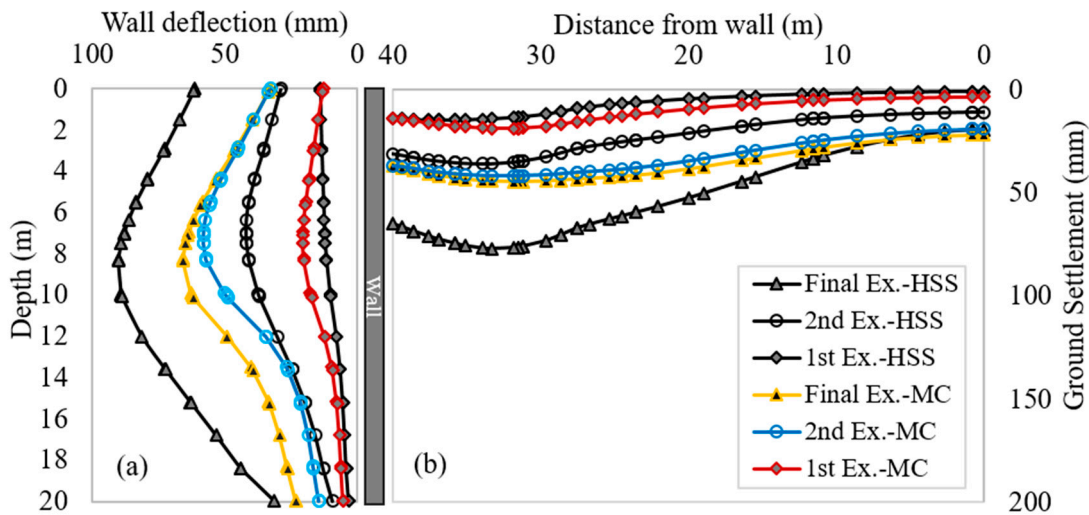 Wall deflection (mm)
Distance from wall (m)
100 50 0
40 30 20 10 0
0
2
4
6
8
10
12
14
16
18
20
Depth (m)
(a)
Wall
(b)
0
50
100
150
200
Ground Settlement (mm)
Final Ex.-HSS
2nd Ex.-HSS
1st Ex.-HSS
Final Ex.-MC
2nd Ex.-MC
1st Ex.-MC